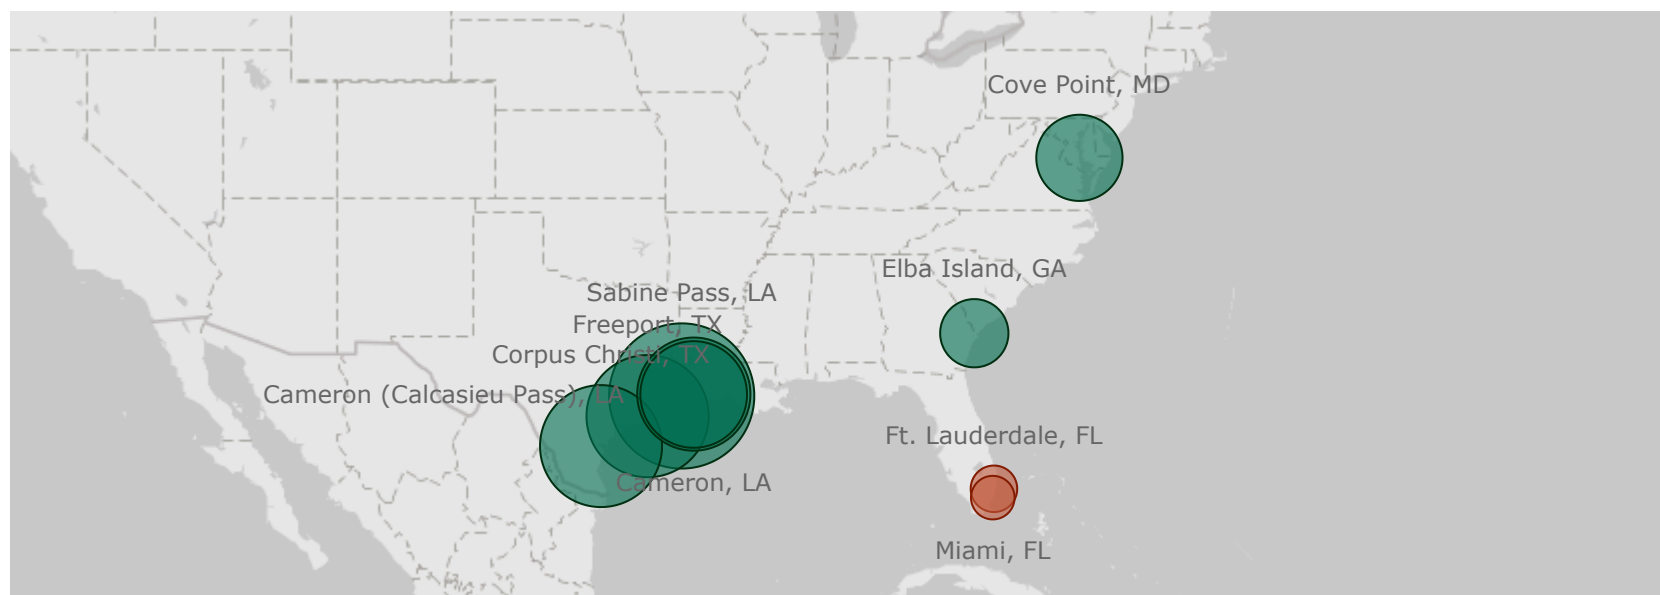 Cove Point, MD
Elba Island, GA
Sabine Pass, LA
Freeport, TX
Corpus Christi, TX
Cameron (Calcasieu Pass), LA
Ft. Lauderdale, FL
Cameron, LA
Miami, FL